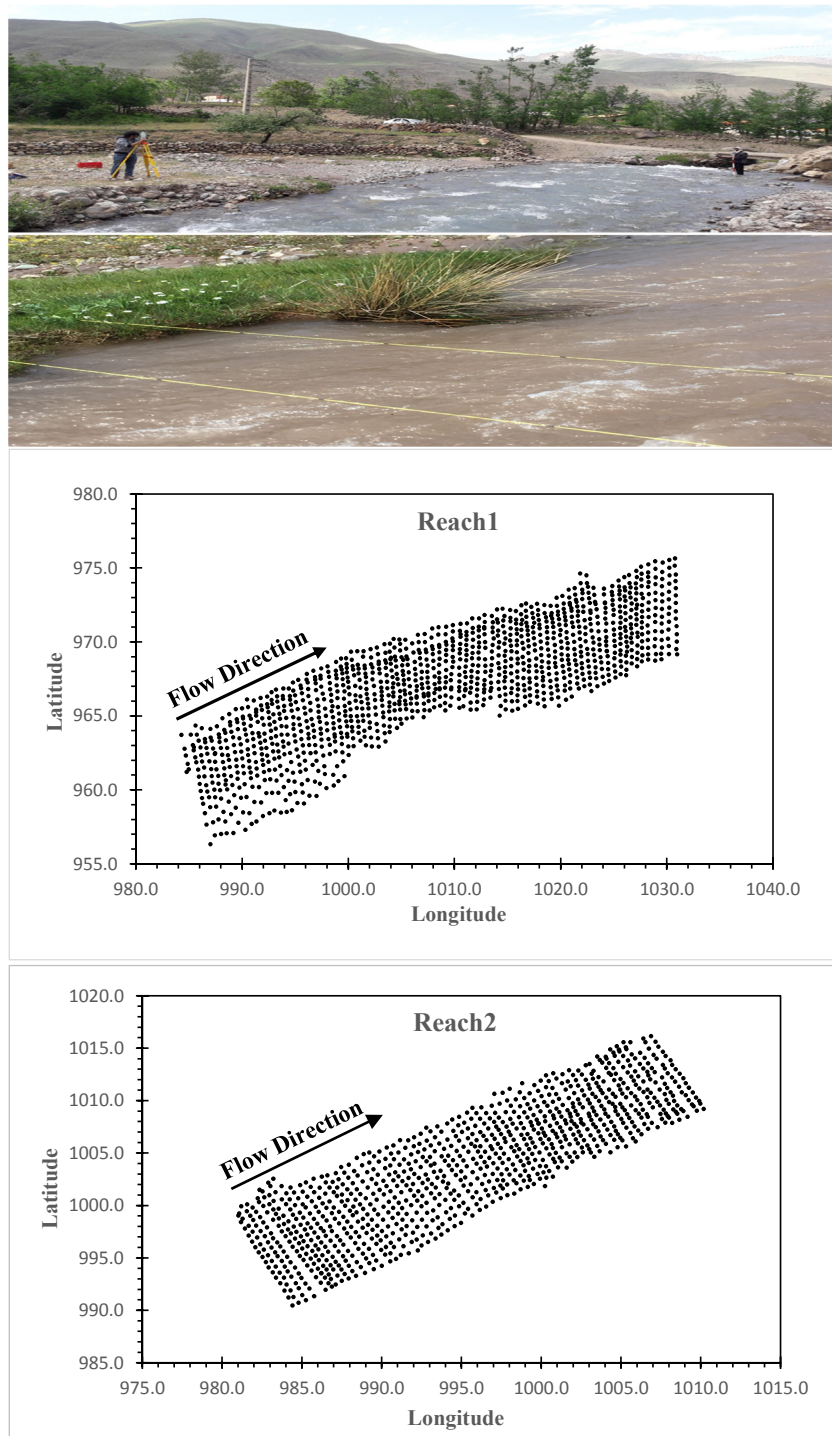 980.0
Reach1
975.0
970.0
Flow Direction
Latitude
965.0
960.0
955.0
980.0 990.0 1000.0 1010.0 1020.0 1030.0 1040.0
Longitude
1020.0
Reach2
1015.0
1010.0
Flow Direction
1005.0
Latitude
1000.0
995.0
990.0
985.0
975.0 980.0 985.0 990.0 995.0 1000.0 1005.0 1010.0 1015.0
Longitude